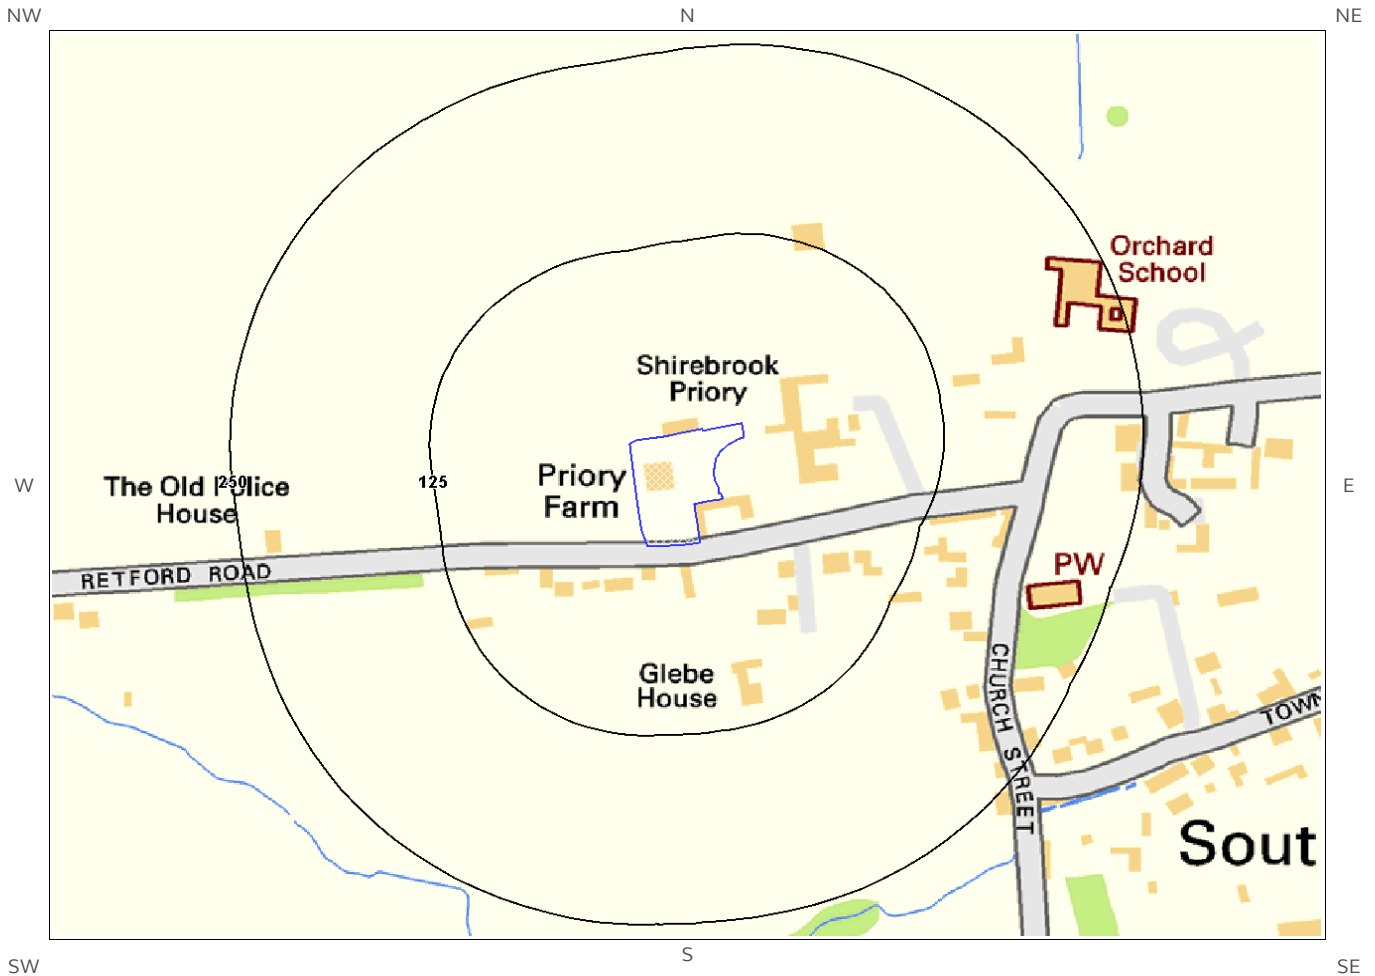 NW
N
NE
Orchard
School
Shirebrook
Priory
Priory
Farm
The Old Police
House
250
125
W
E
RETFORD ROAD
PW
Glebe
House
CHURCH STREET
TOWN
Sout
SW
S
SE